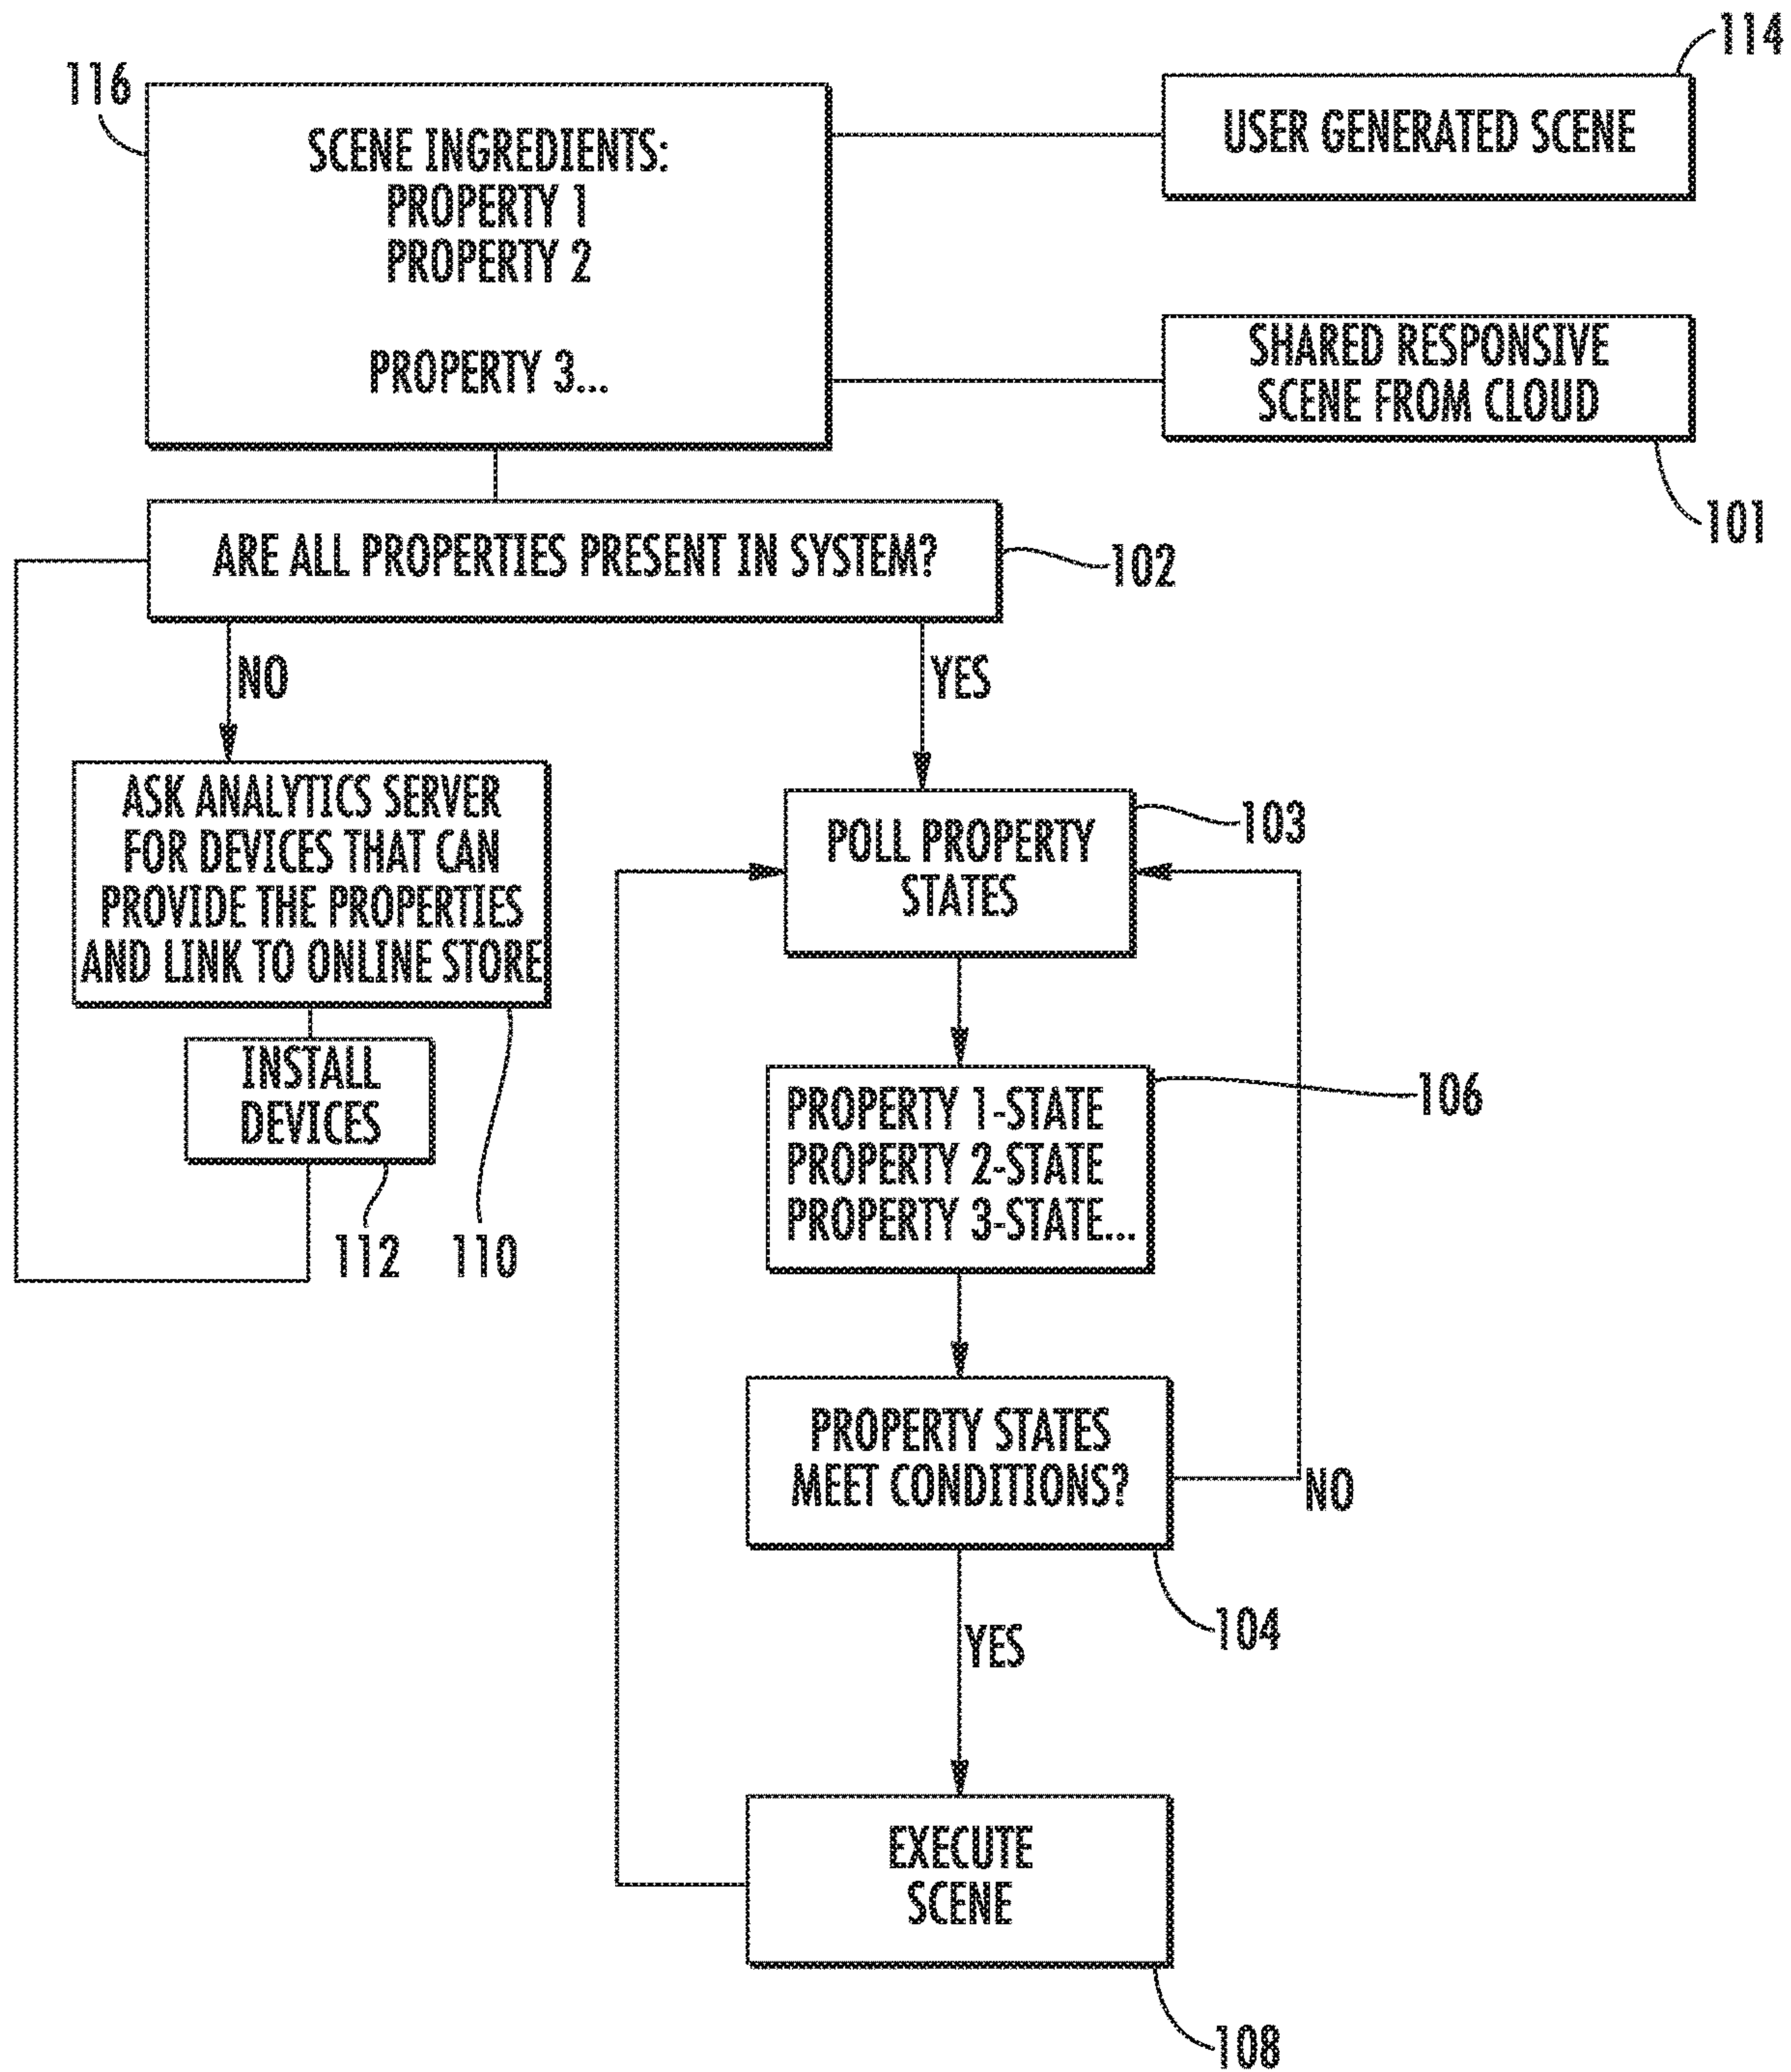 114
116
SCENE INGREDIENTS:
PROPERTY 1
PROPERTY 2
PROPERTY 3...
USER GENERATED SCENE
SHARED RESPONSIVE
SCENE FROM CLOUD
101
ARE ALL PROPERTIES PRESENT IN SYSTEM?
102
NO
YES
ASK ANALYTICS SERVER
FOR DEVICES THAT CAN
PROVIDE THE PROPERTIES
AND LINK TO ONLINE STORE
INSTALL
DEVICES
112
110
POLL PROPERTY
STATES
103
PROPERTY 1-STATE
PROPERTY 2-STATE
PROPERTY 3-STATE...
106
PROPERTY STATES
MEET CONDITIONS?
NO
104
YES
EXECUTE
SCENE
108